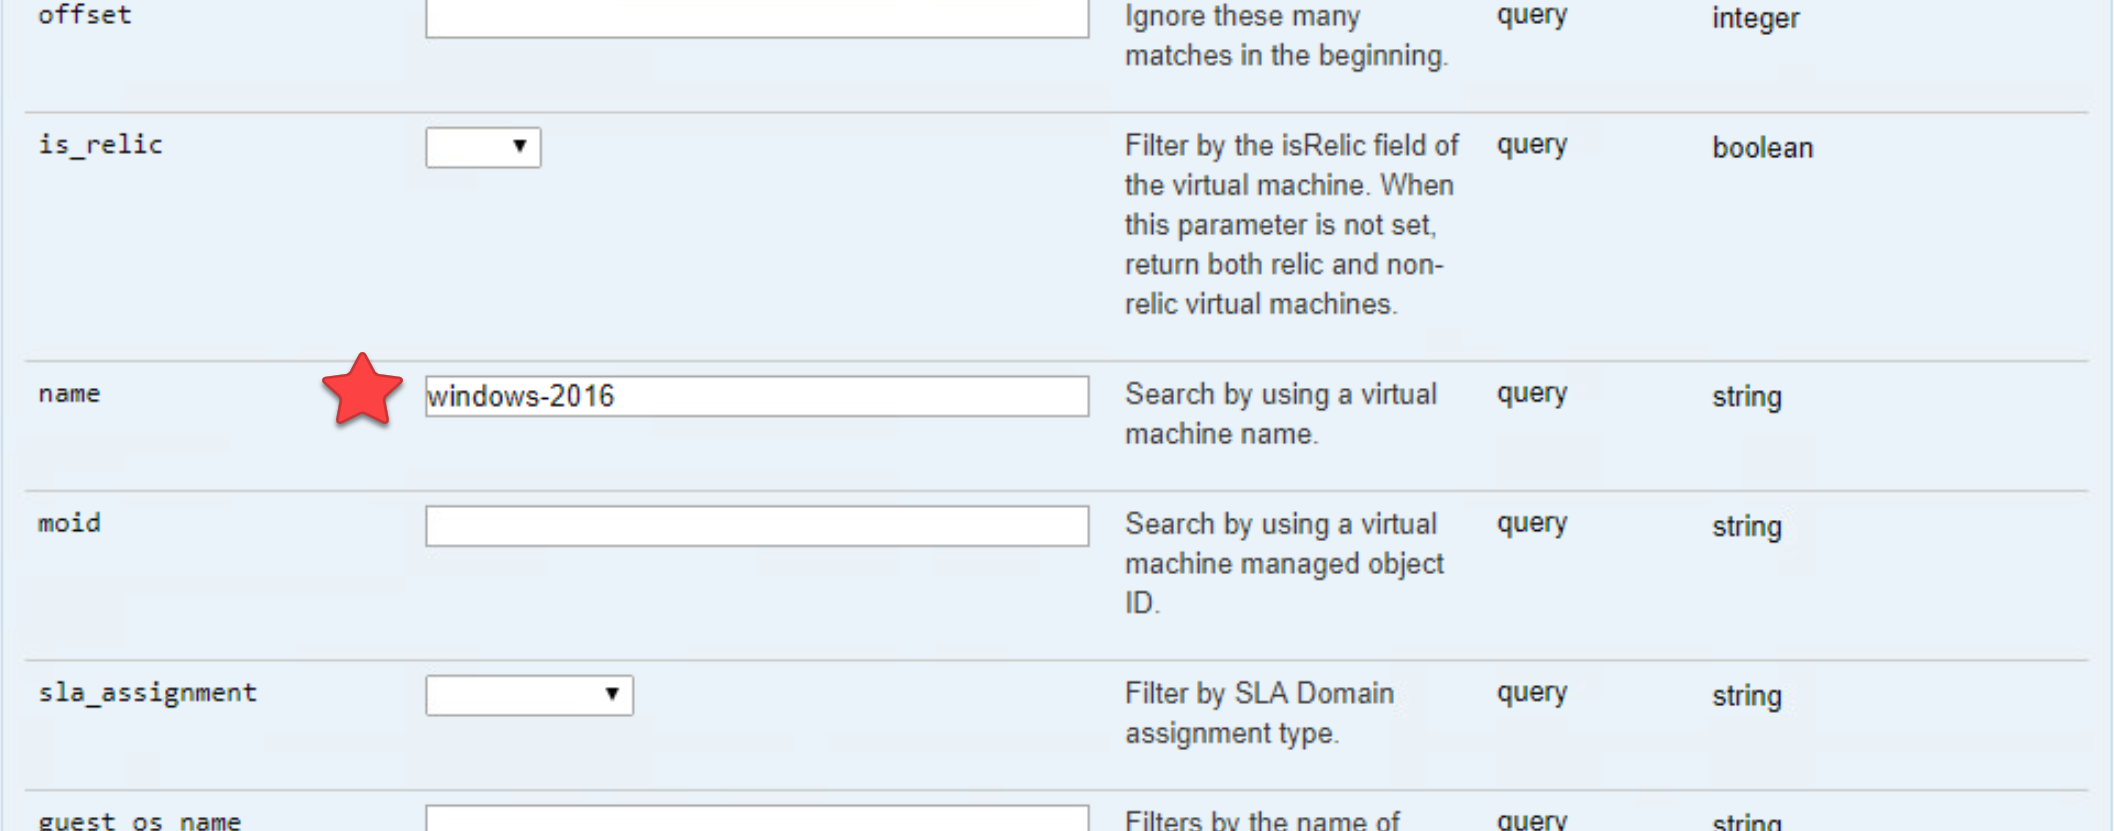 offset Ignore these many query integer
matches in the beginning.
is_relic Filter by the isRelic field of query boolean
the virtual machine. When
this parameter is not set,
return both relic and non-
relic virtual machines.
name windows-2016 Search by using a virtual query string
machine name.
moid Search by using a virtual query string
machine managed object
ID.
sla_assignment Filter by SLA Domain query string
assignment type.
guest_os_name Filters by the name of query string